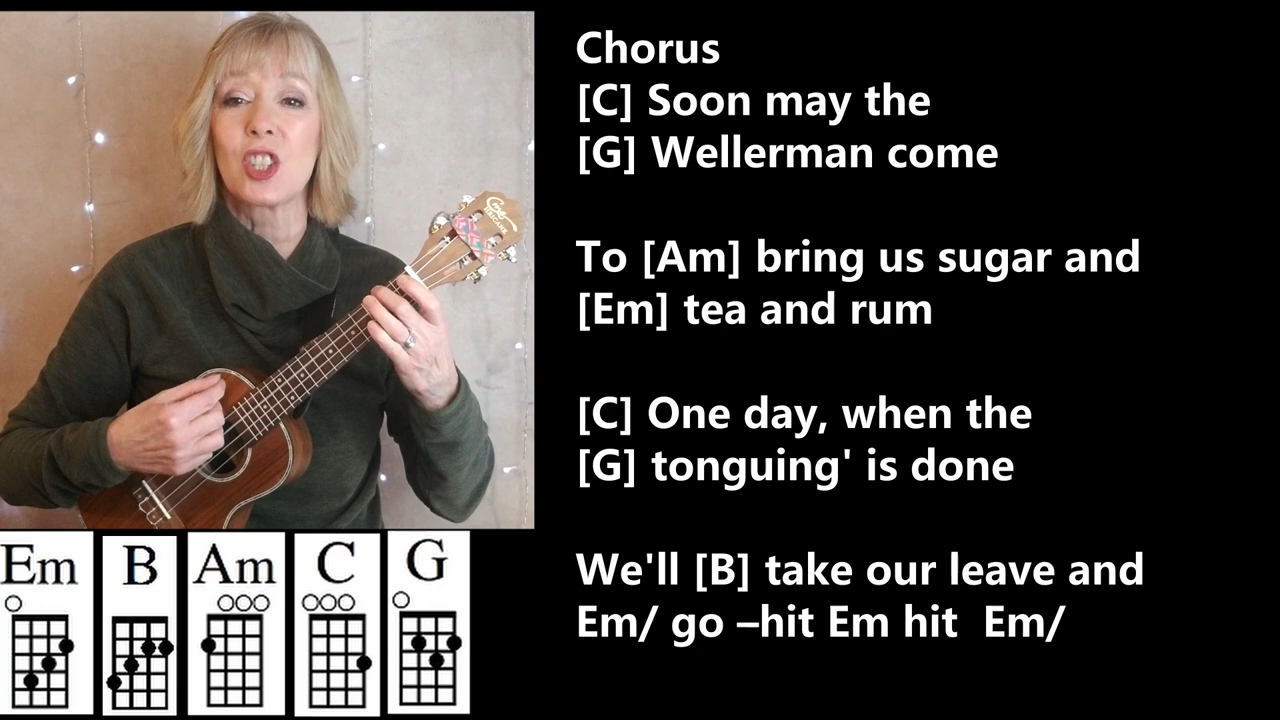 Chorus
[C] Soon may the
[G] Wellerman come
To [Am] bring us sugar and
[Em] tea and rum
[C] One day, when the
[G] tonguing' is done
We'll [B] take our leave and
Em/ go –hit Em hit  Em/
Em B Am C G